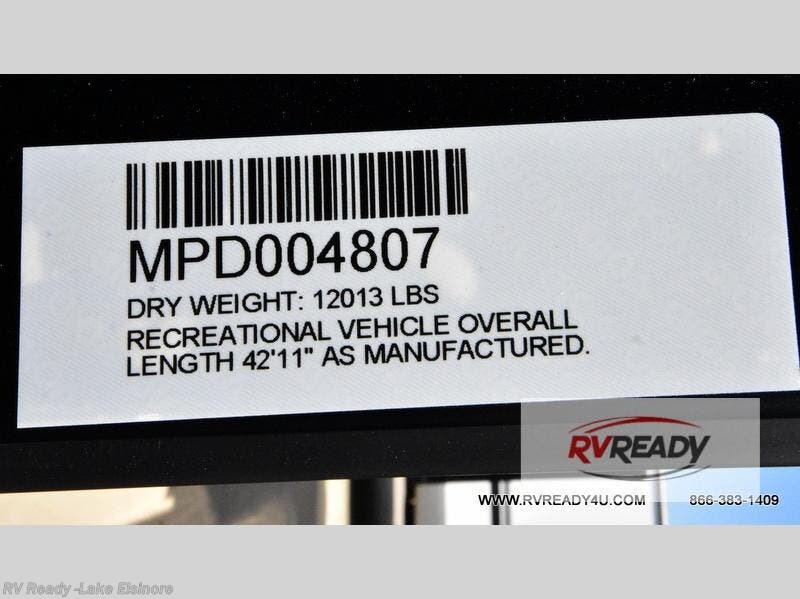 MPD004807
DRY WEIGHT: 12013 LBS
RECREATIONAL VEHICLE OVERALL
LENGTH 42'11" AS MANUFACTURED.
RVREADY
WWW.RVREADY4U.COM 866-383-1409
RV Ready -Lake Elsinore